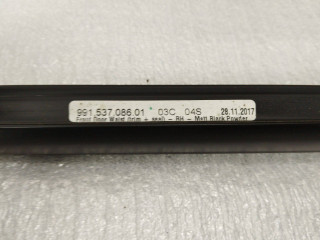 991.537.086.01 03C 04S 28.11.2017
Front Door Waist (trim + seal) - RH - Matt Black Powder